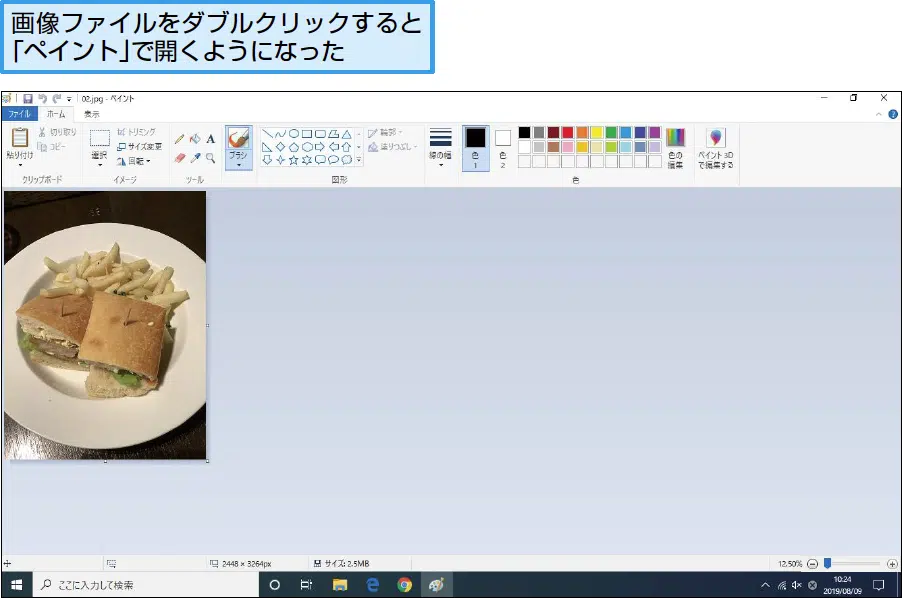 画像ファイルをダブルクリックすると
「ペイント」で開くようになった
02.jpg - ペイント
ファイル ホーム 表示
貼り付け
切り取り
コピー
クリップボード
選択
トリミング
サイズ変更
回転
イメージ
A
ツール
ブラシ
図形
輪郭
塗りつぶし
線の幅
色
1
色
2
色の
編集
色
ペイント 3D
で編集する
2448 × 3264px
サイズ: 2.5MB
12.50%
ここに入力して検索
10:24
2019/08/09